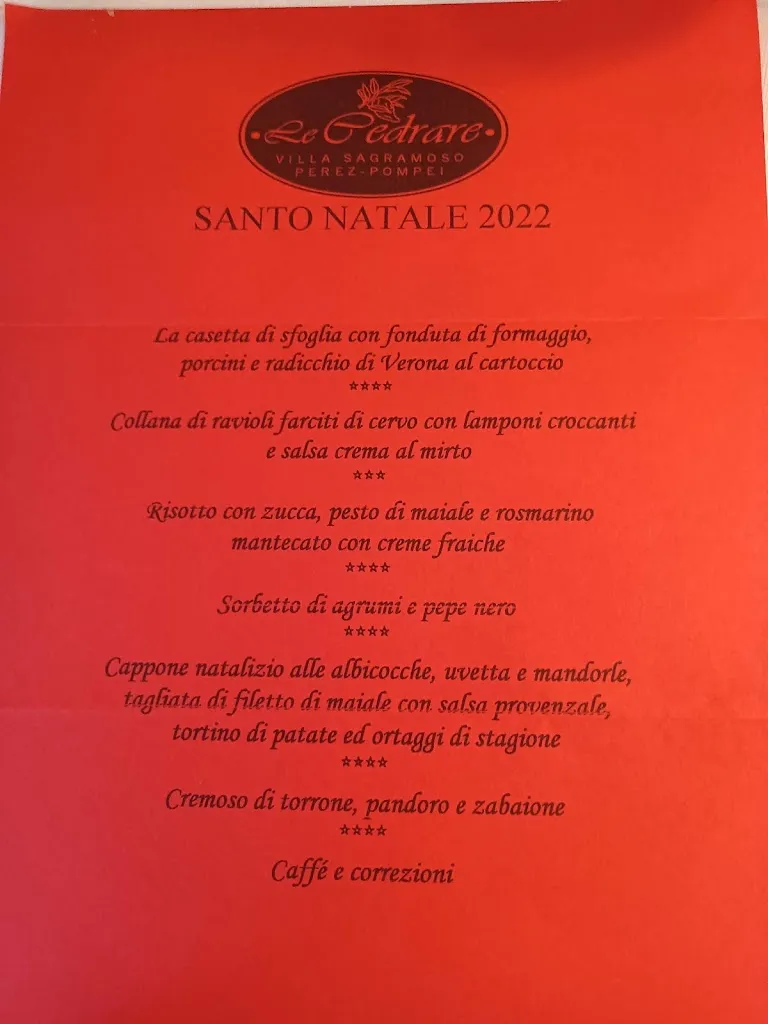 Le Cedrare
VILLA SAGRAMOSO
PEREZ-POMPEI
SANTO NATALE 2022
La casetta di sfoglia con fonduta di formaggio,
porcini e radicchio di Verona al cartoccio
****
Collana di ravioli farciti di cervo con lamponi croccanti
e salsa crema al mirto
***
Risotto con zucca, pesto di maiale e rosmarino
mantecato con creme fraiche
****
Sorbetto di agrumi e pepe nero
****
Cappone natalizio alle albicocche, uvetta e mandorle,
tagliata di filetto di maiale con salsa provenzale,
tortino di patate ed ortaggi di stagione
****
Cremoso di torrone, pandoro e zabaione
****
Caffé e correzioni